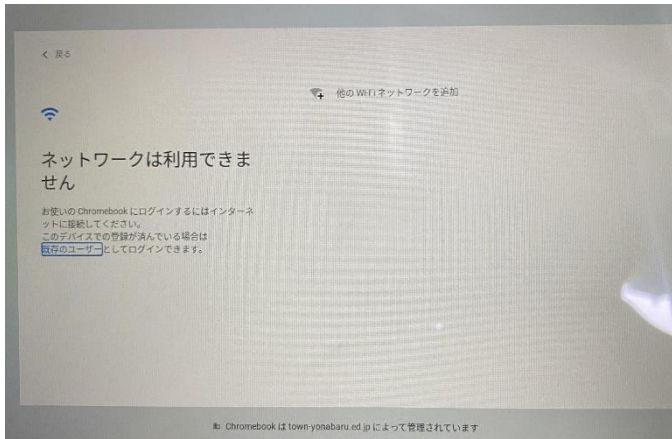 戻る
他の Wi-Fi ネットワークを追加
ネットワークは利用できま
せん
お使いの Chromebook にログインするにはインターネ
ットに接続してください。
このデバイスでの登録が済んでいる場合は
既存のユーザーとしてログインできます。
Chromebook は town-yonabaru.ed.jp によって管理されています